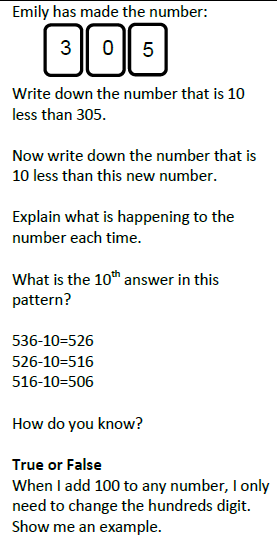 Emily has made the number:
3 0 5
Write down the number that is 10
less than 305.
Now write down the number that is
10 less than this new number.
Explain what is happening to the
number each time.
What is the 10th answer in this
pattern?
536-10=526
526-10=516
516-10=506
How do you know?
True or False
When I add 100 to any number, I only
need to change the hundreds digit.
Show me an example.